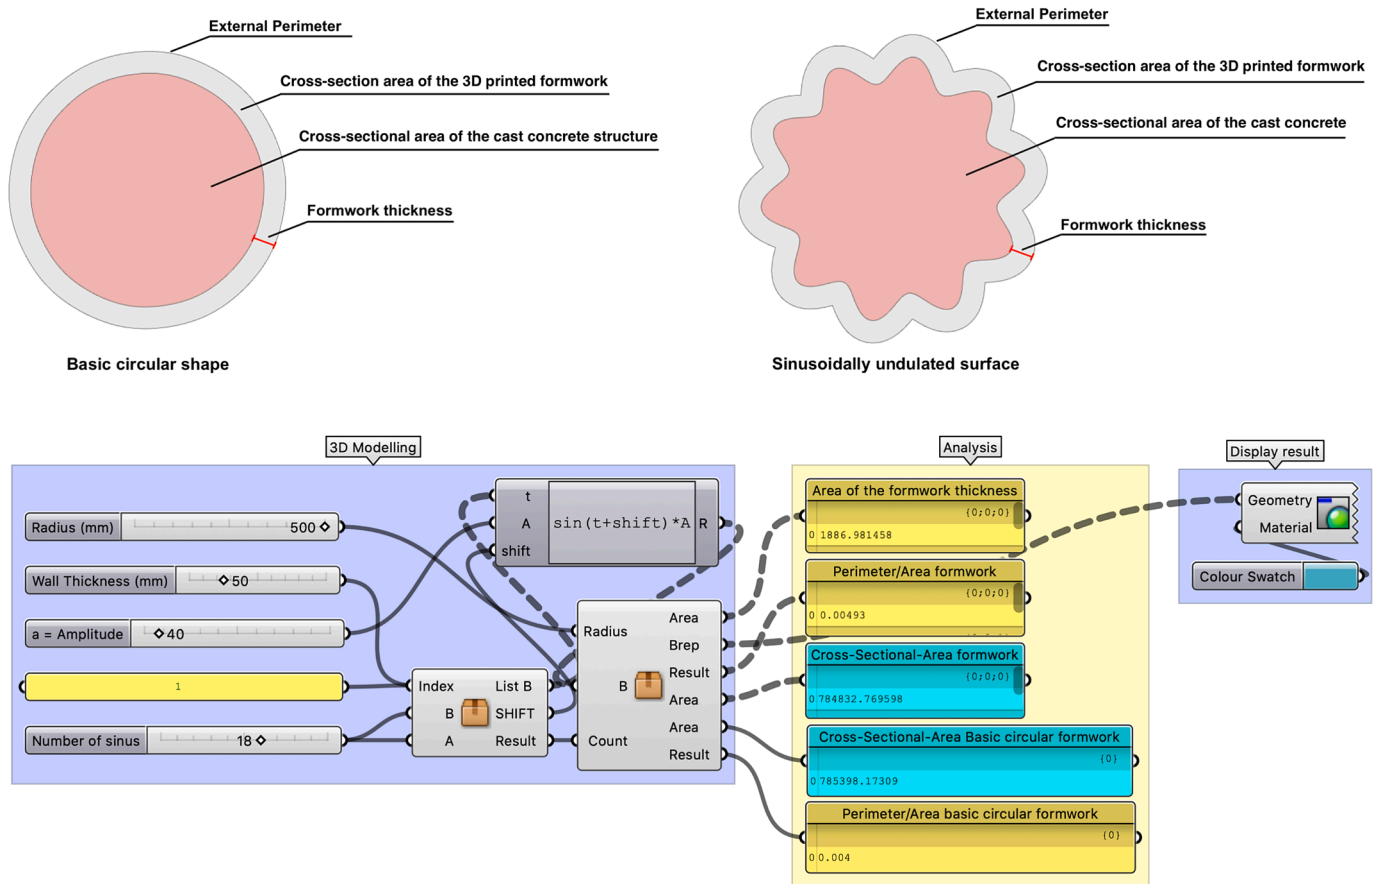 External Perimeter
Cross-section area of the 3D printed formwork
Cross-sectional area of the cast concrete structure
Formwork thickness
Basic circular shape
External Perimeter
Cross-section area of the 3D printed formwork
Cross-sectional area of the cast concrete
Formwork thickness
Sinusoidally undulated surface
3D Modelling
Radius (mm)
500
Wall Thickness (mm)
50
a = Amplitude
40
1
Number of sinus
18
t
A
shift
sin(t+shift)*A
R
Index
B
A
List B
SHIFT
Result
Radius
B
Count
Area
Brep
Result
Area
Area
Result
Analysis
Area of the formwork thickness
{0;0;0}
0 1886.981458
Perimeter/Area formwork
{0;0;0}
0 0.00493
Cross-Sectional-Area formwork
{0;0;0}
0 784832.769598
Cross-Sectional-Area Basic circular formwork
{0}
0 785398.17309
Perimeter/Area basic circular formwork
{0}
0 0.004
Display result
Geometry
Material
Colour Swatch